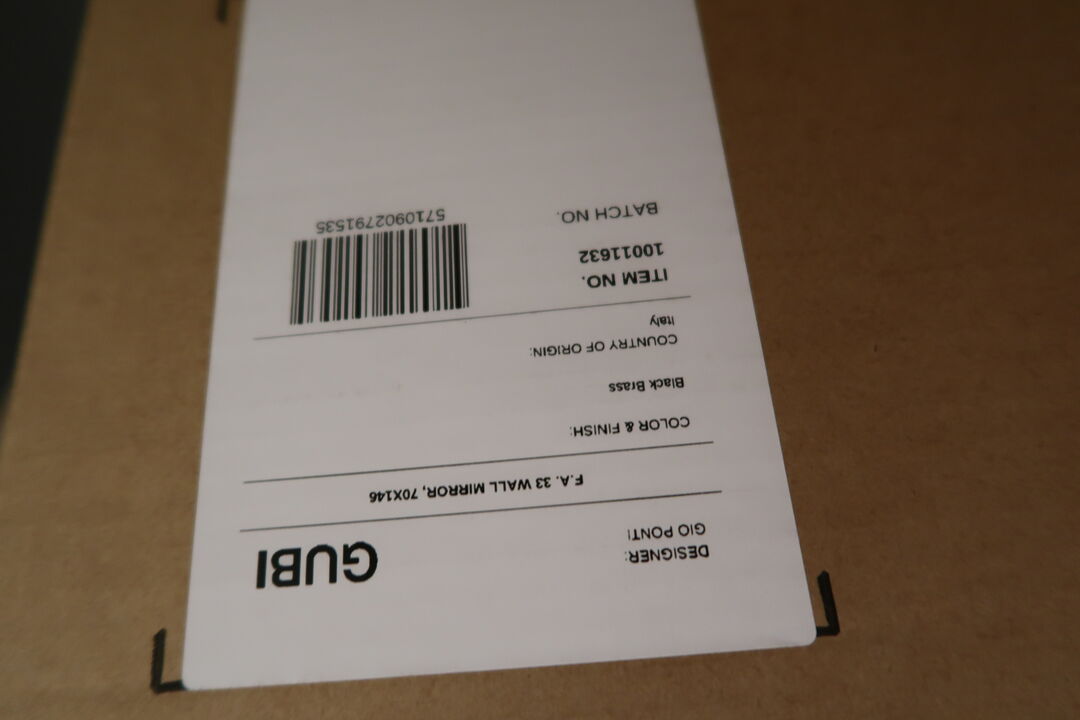 DESIGNER:
GIO PONTI
GUBI
F.A. 33 WALL MIRROR, 70X146
COLOR & FINISH:
Black Brass
COUNTRY OF ORIGIN:
Italy
ITEM NO.
10011632
BATCH NO.
5710902791535